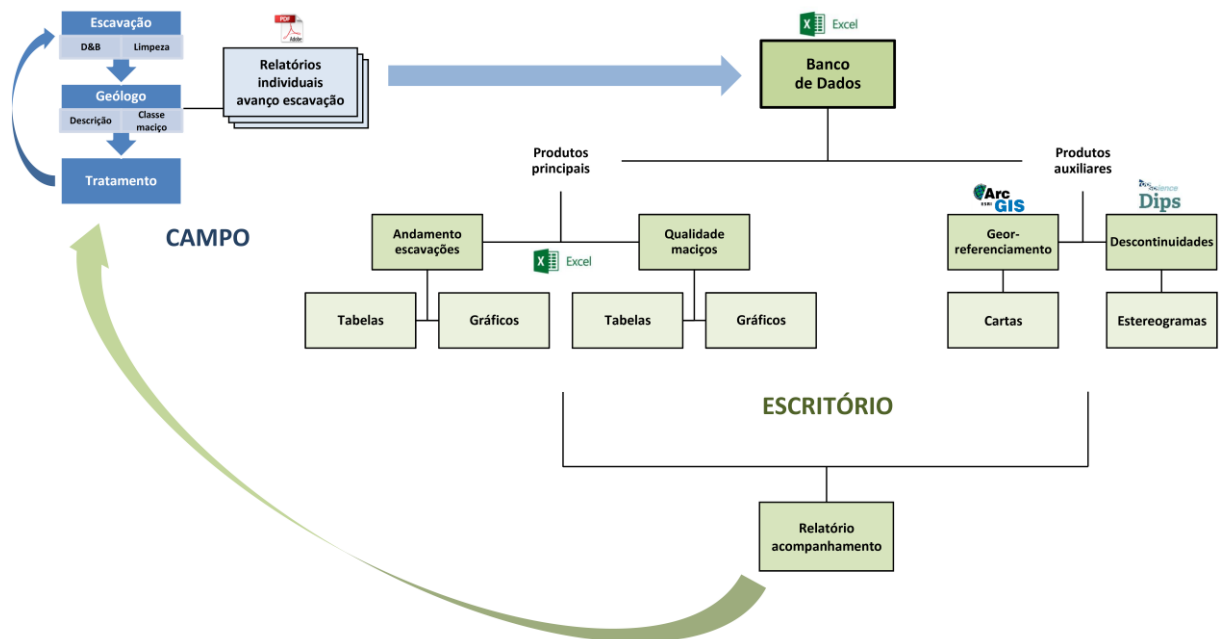 Escavação
D&B
Limpeza
Geólogo
Descrição
Classe
maciço
Tratamento
PDF
Adobe
Relatórios
individuais
avanço escavação
Excel
Banco
de Dados
CAMPO
Produtos
principais
Produtos
auxiliares
Andamento
escavações
Excel
Qualidade
maciços
Arc
ESRI
GIS
Geor-
referenciamento
Dips
Descontinuidades
Tabelas
Gráficos
Tabelas
Gráficos
Cartas
Estereogramas
ESCRITÓRIO
Relatório
acompanhamento